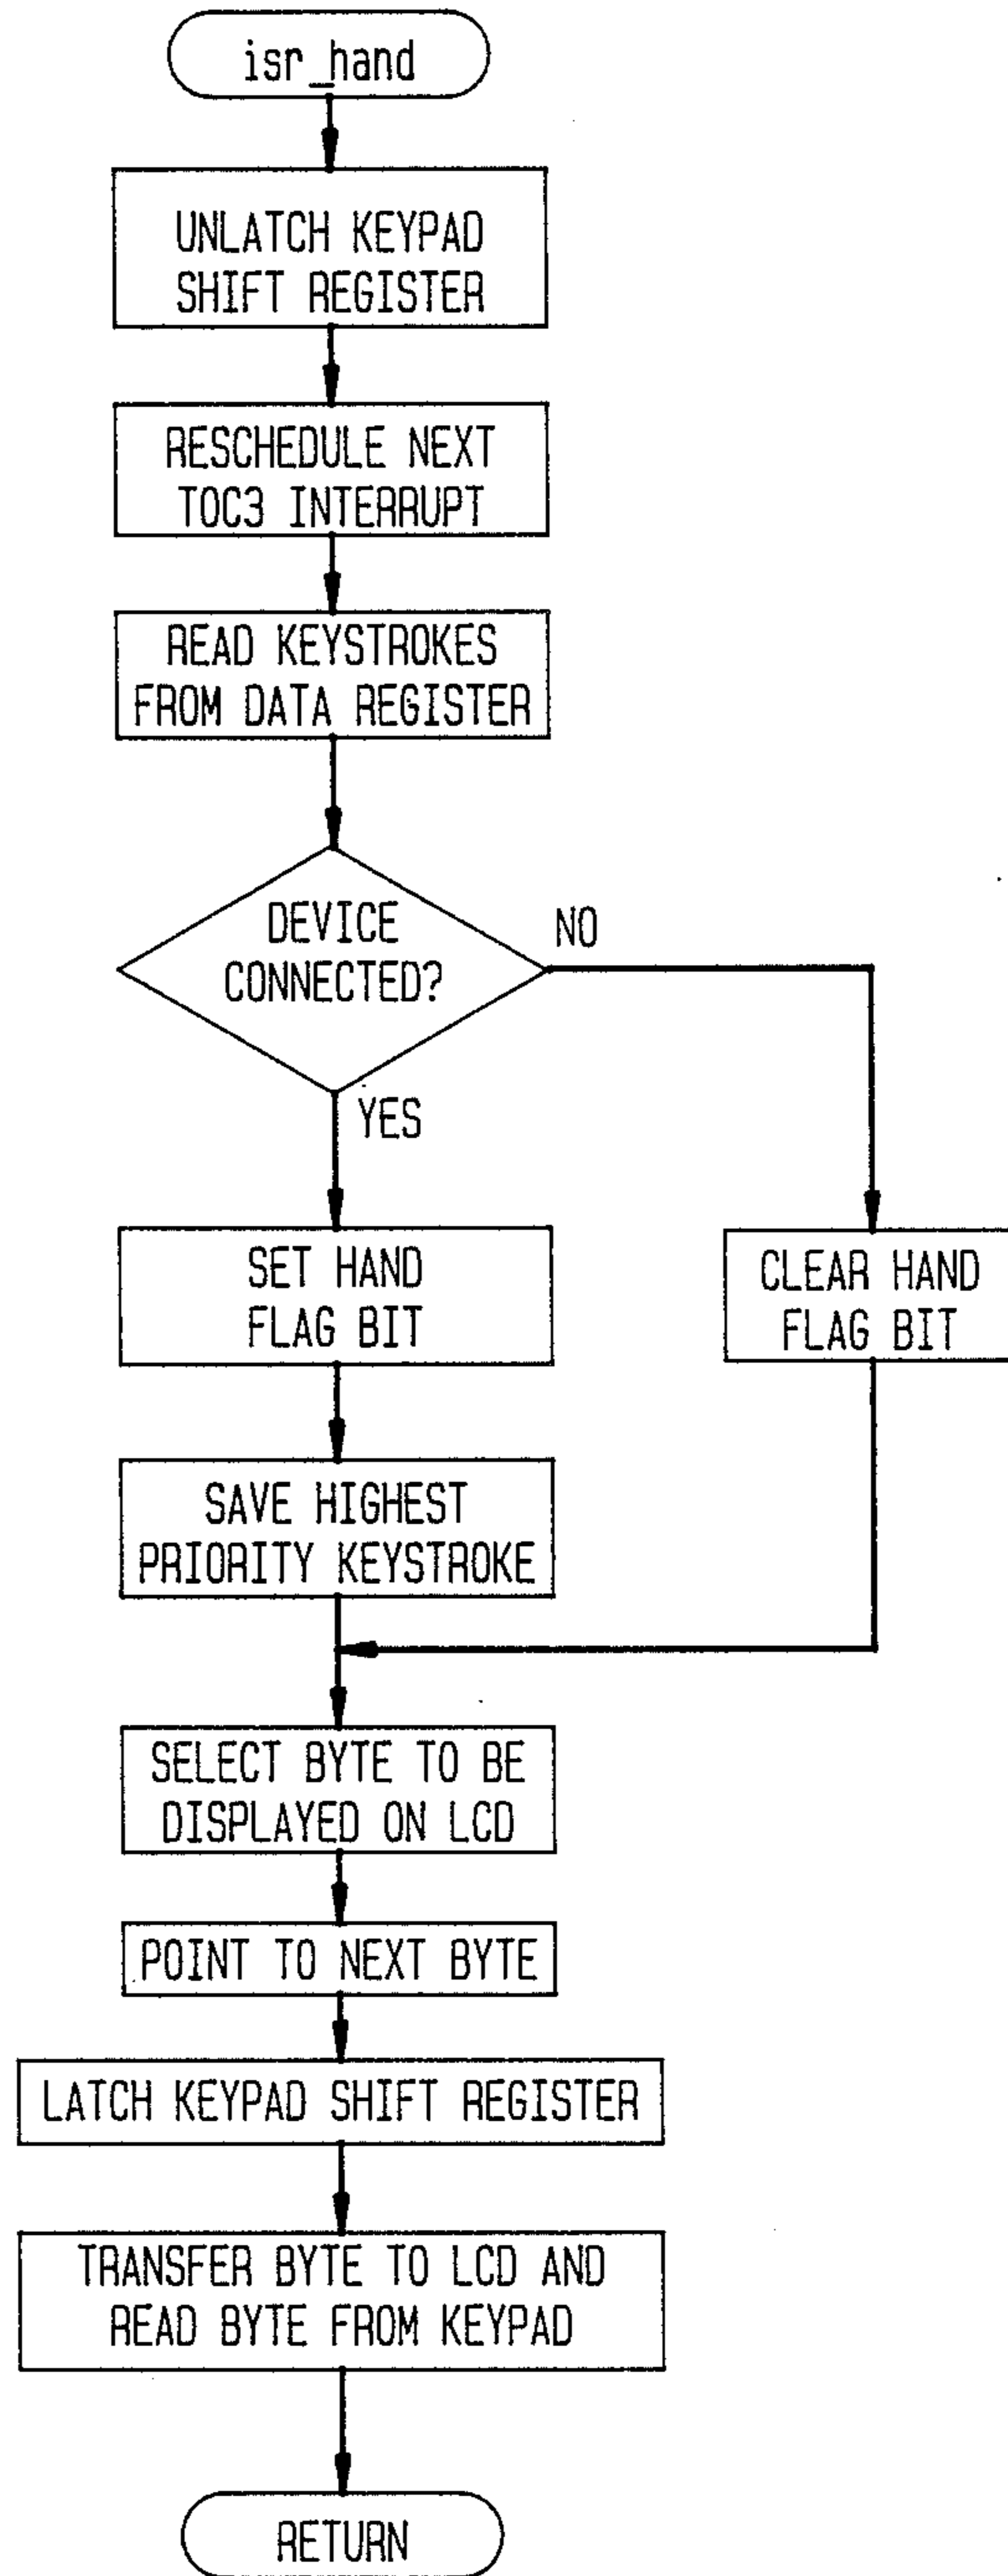 isr_hand
UNLATCH KEYPAD
SHIFT REGISTER
RESCHEDULE NEXT
TOC3 INTERRUPT
READ KEYSTROKES
FROM DATA REGISTER
DEVICE
CONNECTED?
NO
YES
SET HAND
FLAG BIT
CLEAR HAND
FLAG BIT
SAVE HIGHEST
PRIORITY KEYSTROKE
SELECT BYTE TO BE
DISPLAYED ON LCD
POINT TO NEXT BYTE
LATCH KEYPAD SHIFT REGISTER
TRANSFER BYTE TO LCD AND
READ BYTE FROM KEYPAD
RETURN